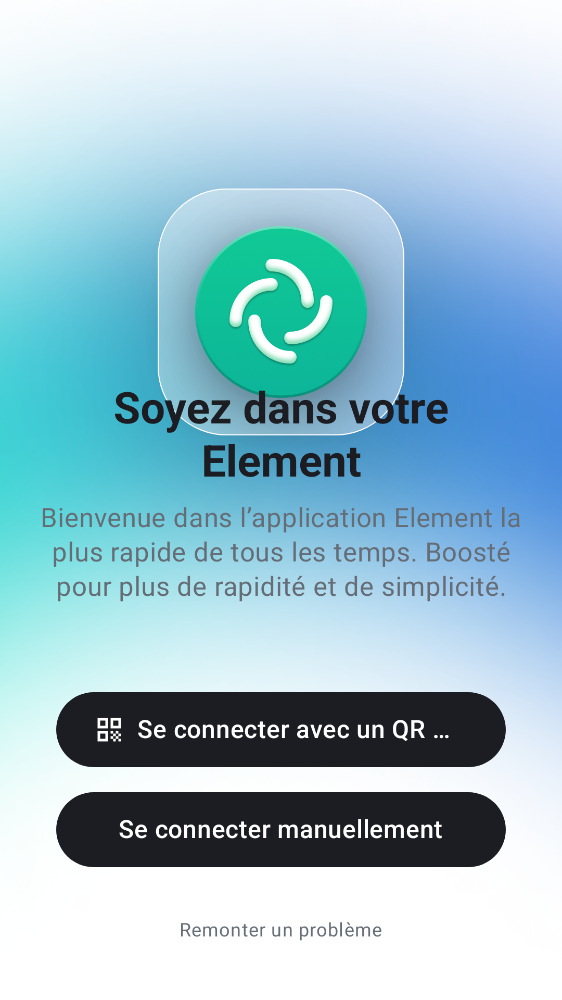 Soyez dans votre
Element
Bienvenue dans l’application Element la
plus rapide de tous les temps. Boosté
pour plus de rapidité et de simplicité.
Se connecter avec un QR …
Se connecter manuellement
Remonter un problème